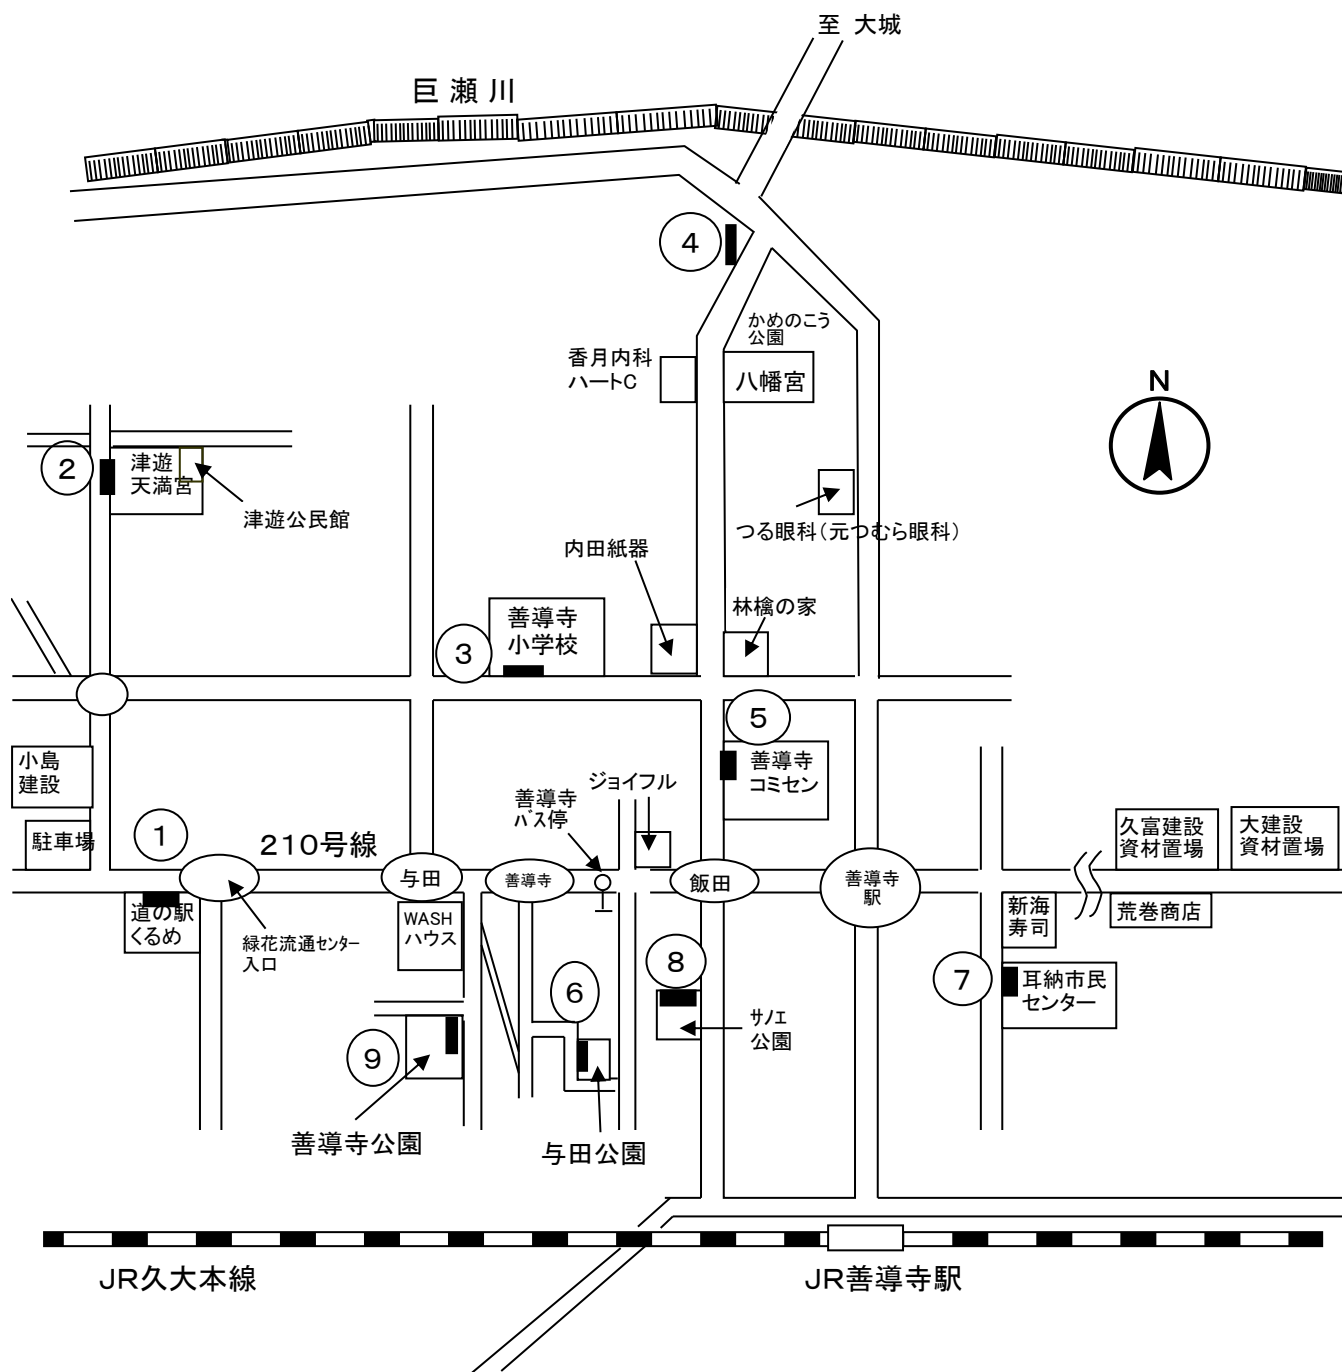 至 大城
巨瀬川
4
かめのこう
公園
香月内科
ハートC
八幡宮
N
2
津遊
天満宮
津遊公民館
つる眼科（元つむら眼科）
内田紙器
林檎の家
善導寺
小学校
3
5
小島
建設
善導寺
コミセン
ジョイフル
善導寺
バス停
駐車場
1
210号線
久富建設
資材置場
大建設
資材置場
与田
善導寺
飯田
善導寺
駅
道の駅
くるめ
WASH
ハウス
新海
寿司
荒巻商店
緑花流通センター
入口
8
6
7
耳納市民
センター
サノエ
公園
9
善導寺公園
与田公園
JR久大本線
JR善導寺駅